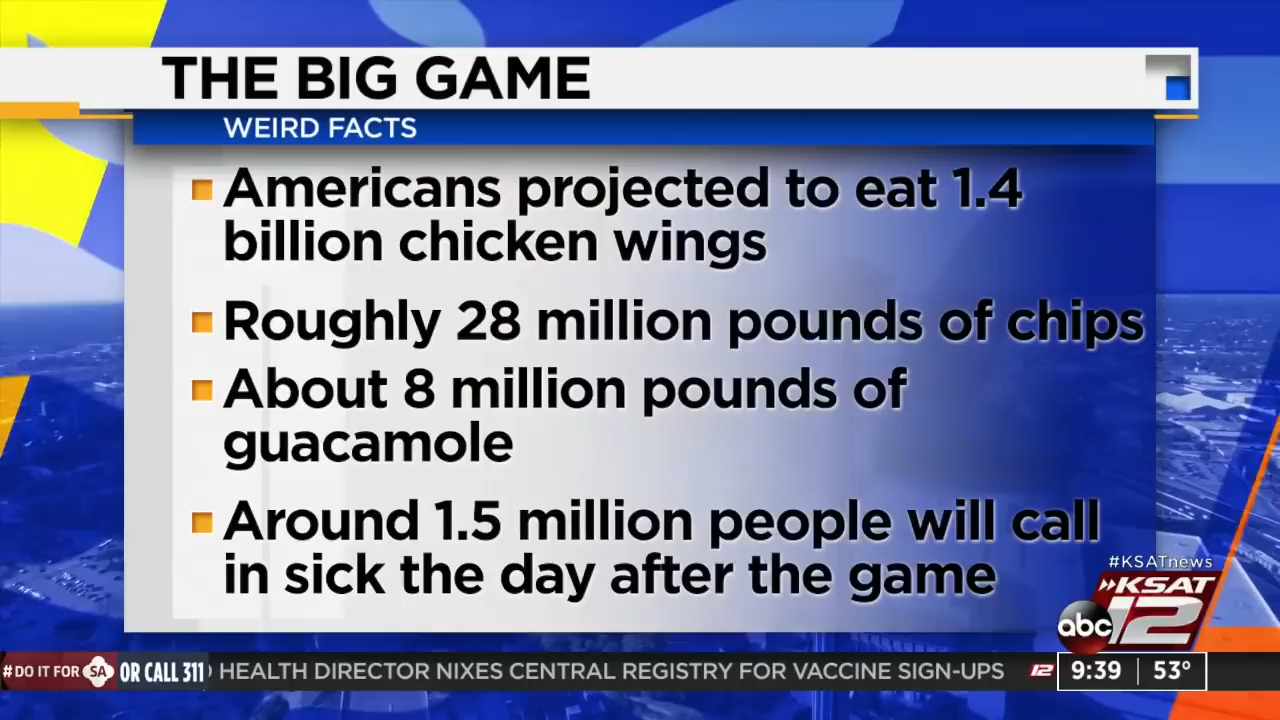 THE BIG GAME
WEIRD FACTS
Americans projected to eat 1.4
billion chicken wings
Roughly 28 million pounds of chips
About 8 million pounds of
guacamole
Around 1.5 million people will call
in sick the day after the game
#KSATnews
KSAT
abc 12
#DO IT FOR SA OR CALL 311 HEALTH DIRECTOR NIXES CENTRAL REGISTRY FOR VACCINE SIGN-UPS 12 9:39 53°